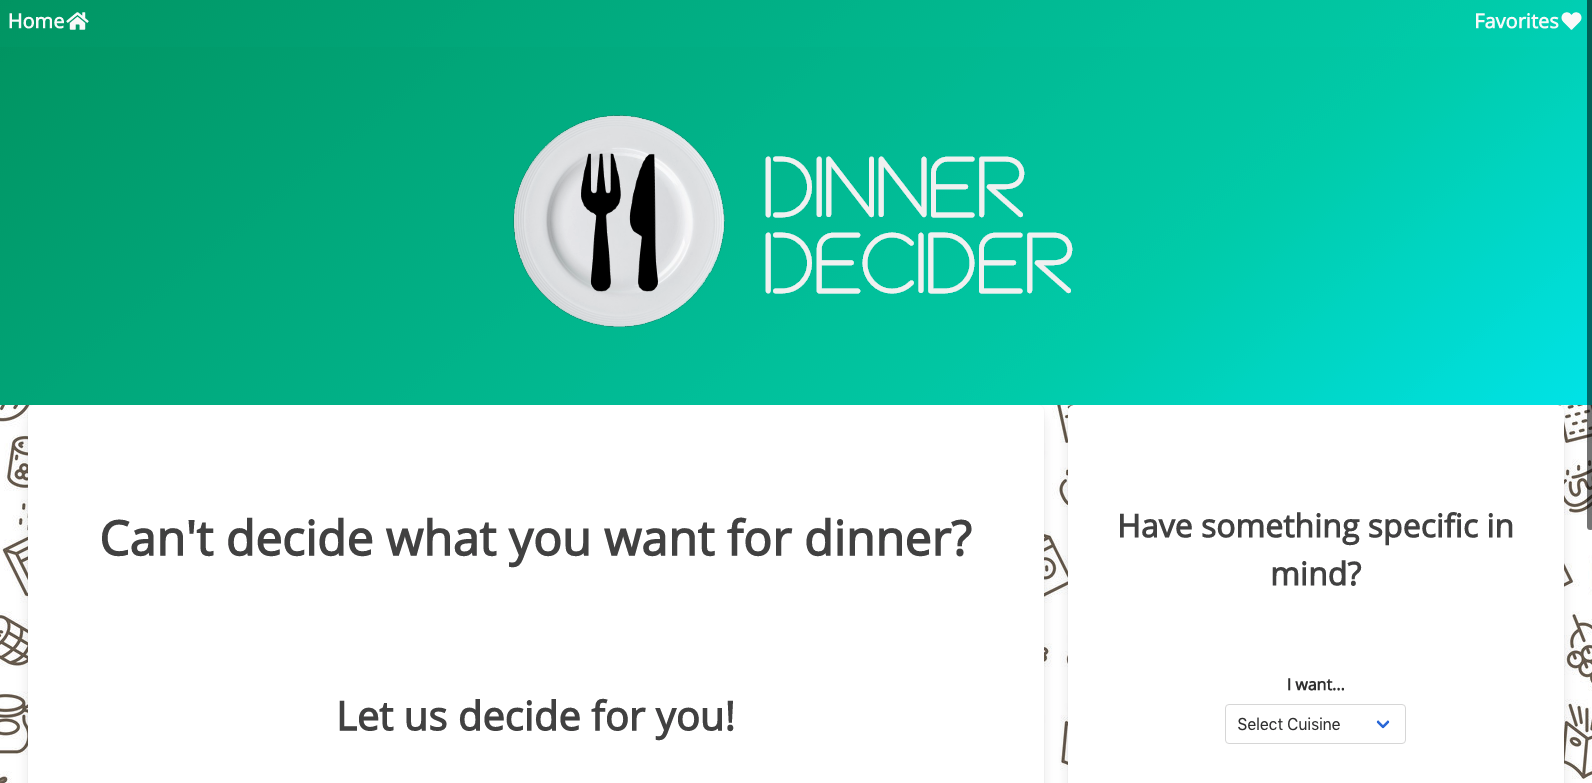 Home
Favorites
DINNER
DECIDER
Can't decide what you want for dinner?
Let us decide for you!
Have something specific in
mind?
I want...
Select Cuisine